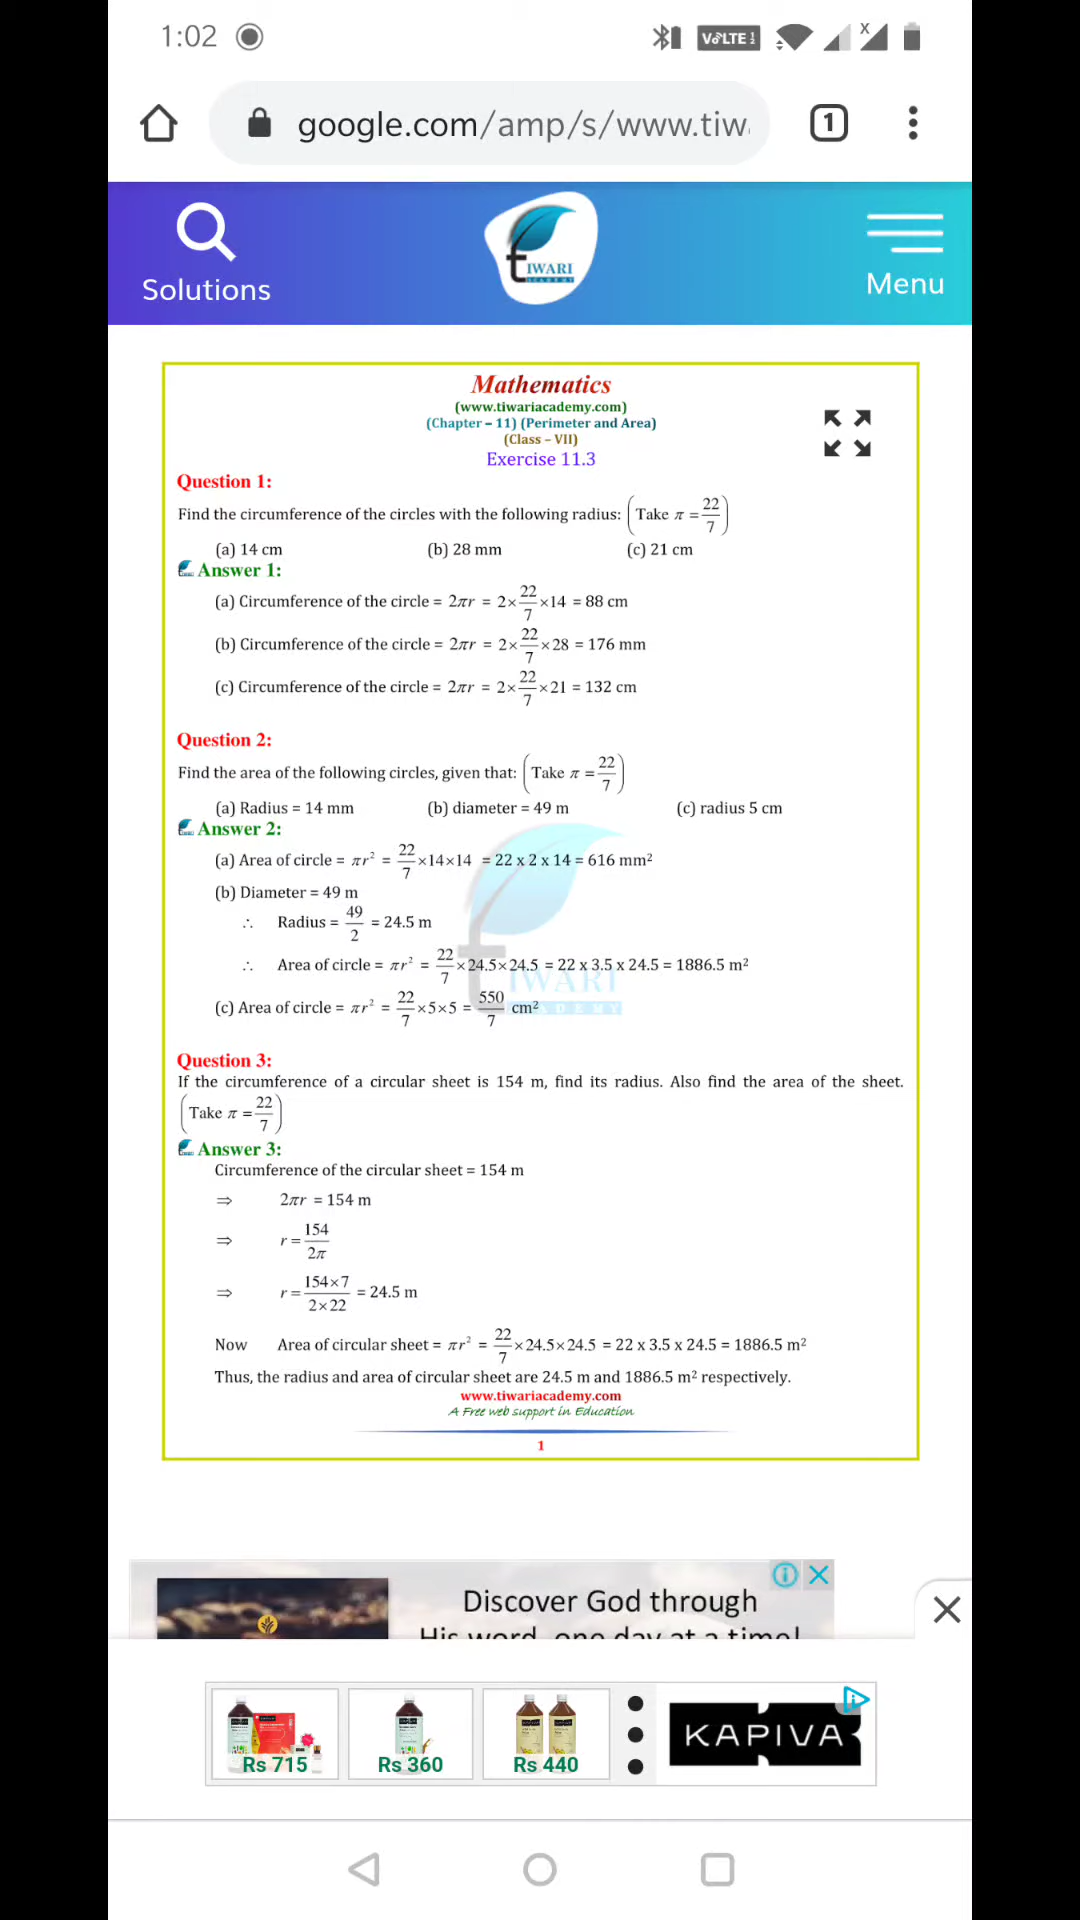 1:02
VoLTE 1
X
google.com/amp/s/www.tiw
1
Solutions
tIWARI
ACADEMY
Menu
Mathematics
(www.tiwariacademy.com)
(Chapter – 11) (Perimeter and Area)
(Class – VII)
Exercise 11.3
Question 1:
Find the circumference of the circles with the following radius: (Take π = 22/7)
(a) 14 cm (b) 28 mm (c) 21 cm
Answer 1:
(a) Circumference of the circle = 2πr = 2×22/7×14 = 88 cm
(b) Circumference of the circle = 2πr = 2×22/7×28 = 176 mm
(c) Circumference of the circle = 2πr = 2×22/7×21 = 132 cm
Question 2:
Find the area of the following circles, given that: (Take π = 22/7)
(a) Radius = 14 mm (b) diameter = 49 m (c) radius 5 cm
Answer 2:
(a) Area of circle = πr² = 22/7×14×14 = 22 x 2 x 14 = 616 mm²
(b) Diameter = 49 m
∴ Radius = 49/2 = 24.5 m
∴ Area of circle = πr² = 22/7×24.5×24.5 = 22 x 3.5 x 24.5 = 1886.5 m²
(c) Area of circle = πr² = 22/7×5×5 = 550/7 cm²
tIWARI
ACADEMY
Question 3:
If the circumference of a circular sheet is 154 m, find its radius. Also find the area of the sheet.
(Take π = 22/7)
Answer 3:
Circumference of the circular sheet = 154 m
⇒ 2πr = 154 m
⇒ r = 154/2π
⇒ r = 154×7/2×22 = 24.5 m
Now Area of circular sheet = πr² = 22/7×24.5×24.5 = 22 x 3.5 x 24.5 = 1886.5 m²
Thus, the radius and area of circular sheet are 24.5 m and 1886.5 m² respectively.
www.tiwariacademy.com
A Free web support in Education
1
Discover God through
His word, one day at a time!
Rs 715
Rs 360
Rs 440
KAPIVA